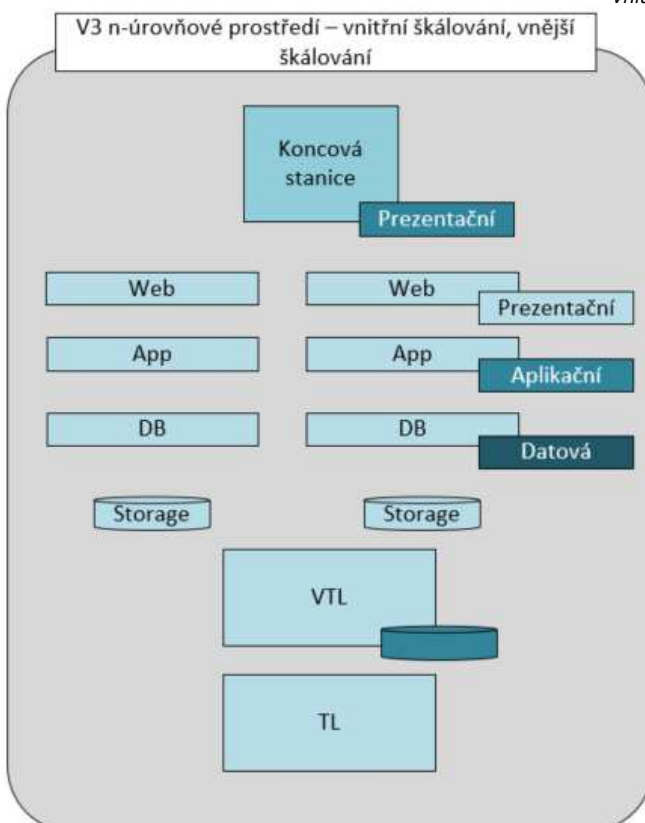 V3 n-úrovňové prostředí – vnitřní škálování, vnější
škálování
Koncová
stanice
Prezentační
Web
Web
Prezentační
App
App
Aplikační
DB
DB
Datová
Storage
Storage
VTL
TL